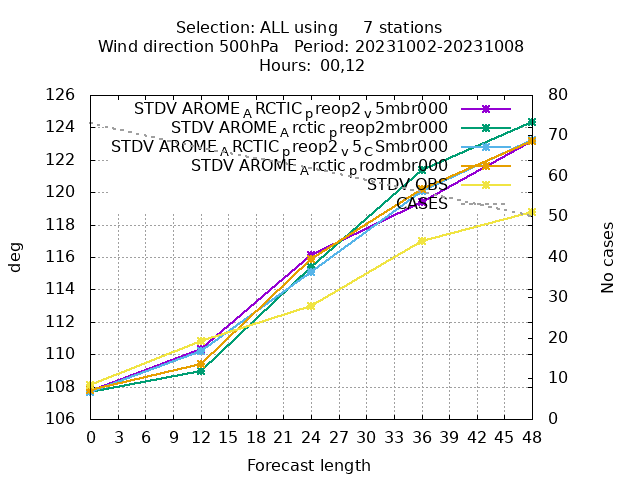 Selection: ALL using     7 stations
Wind direction 500hPa   Period: 20231002-20231008
Hours:  00,12
126
124
122
120
118
116
114
112
110
108
106
80
70
60
50
40
30
20
10
0
STDV AROME_ARCTIC_preop2_v5mbr000
STDV AROME_Arctic_preop2mbr000
STDV AROME_ARCTIC_preop2_v5_CSmbr000
STDV AROME_Arctic_prodmbr000
STDV OBS
CASES
deg
No cases
0 3 6 9 12 15 18 21 24 27 30 33 36 39 42 45 48
Forecast length